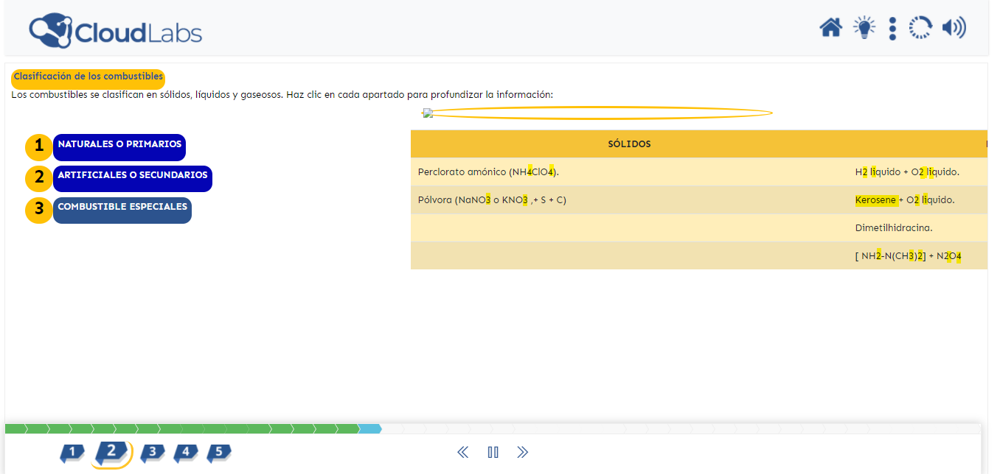 CloudLabs
Clasificación de los combustibles
Los combustibles se clasifican en sólidos, líquidos y gaseosos. Haz clic en cada apartado para profundizar la información:
1 NATURALES O PRIMARIOS
2 ARTIFICIALES O SECUNDARIOS
3 COMBUSTIBLE ESPECIALES
SÓLIDOS
Perclorato amónico (NH4ClO4). H2 líquido + O2 líquido.
Pólvora (NaNO3 o KNO3 ,+ S + C) Kerosene + O2 líquido.
Dimetilhidracina.
[ NH2-N(CH3)2] + N2O4
1 2 3 4 5